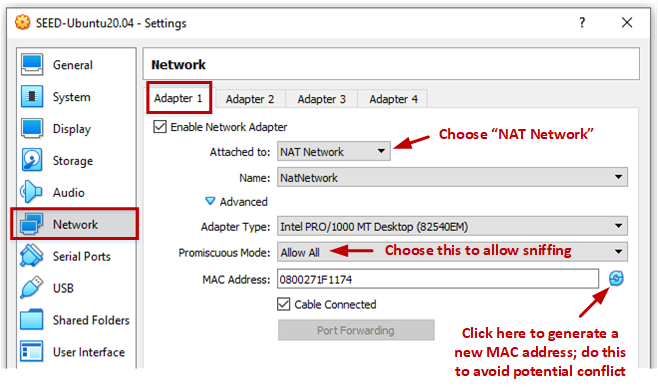 SEED-Ubuntu20.04 - Settings
?
General
System
Display
Storage
Audio
Network
Serial Ports
USB
Shared Folders
User Interface
Network
Adapter 1
Adapter 2
Adapter 3
Adapter 4
Enable Network Adapter
Attached to: NAT Network
Choose “NAT Network”
Name: NatNetwork
Advanced
Adapter Type: Intel PRO/1000 MT Desktop (82540EM)
Promiscuous Mode: Allow All
Choose this to allow sniffing
MAC Address: 0800271F1174
Cable Connected
Port Forwarding
Click here to generate a
new MAC address; do this
to avoid potential conflict